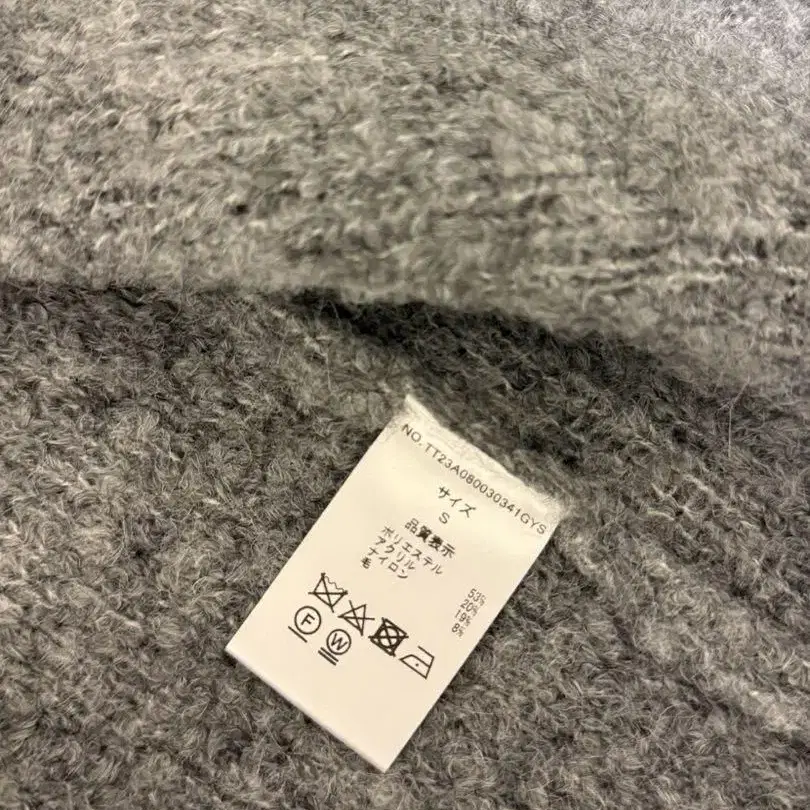 NO.TT23A080030341GYS
サイズ
S
品質表示
ポリエステル 53%
アクリル 20%
ナイロン 19%
毛 8%
F
W